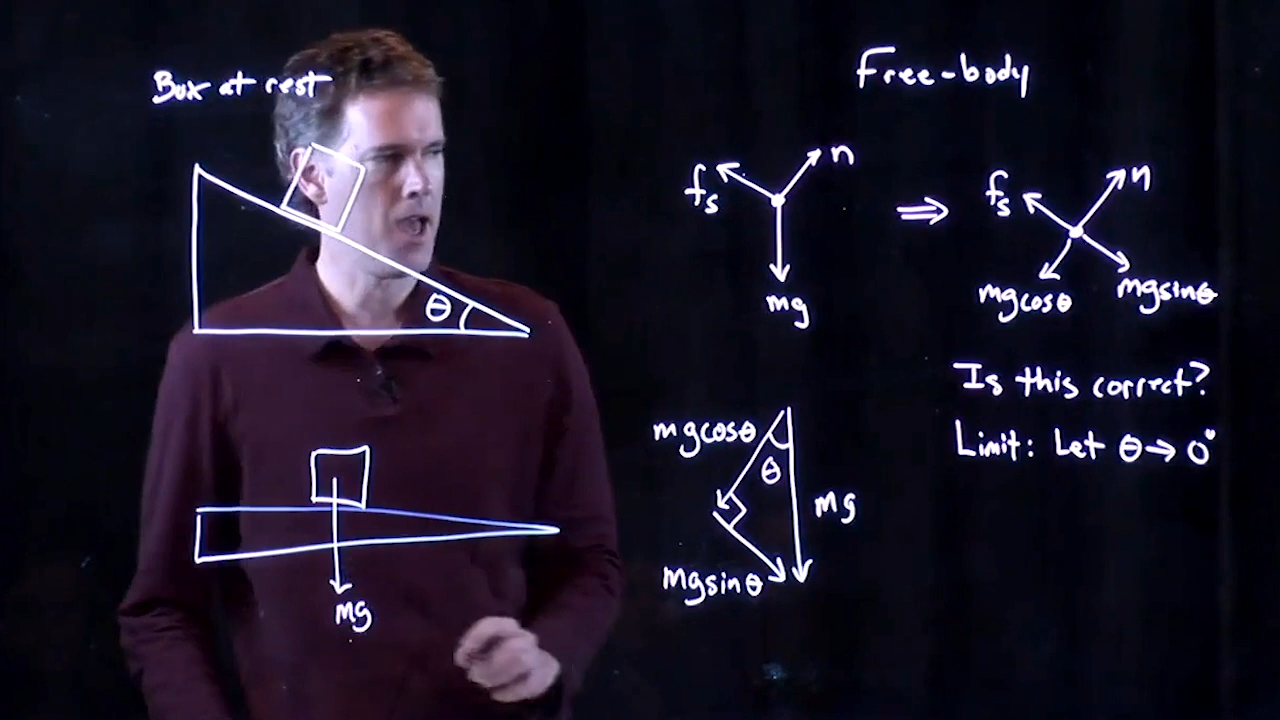 Box at rest
θ
mg
Free-body
fs
n
mg
⇒
fs
n
mgcosθ
mgsinθ
mgcosθ
θ
mg
mgsinθ
Is this correct?
Limit: Let θ→0°